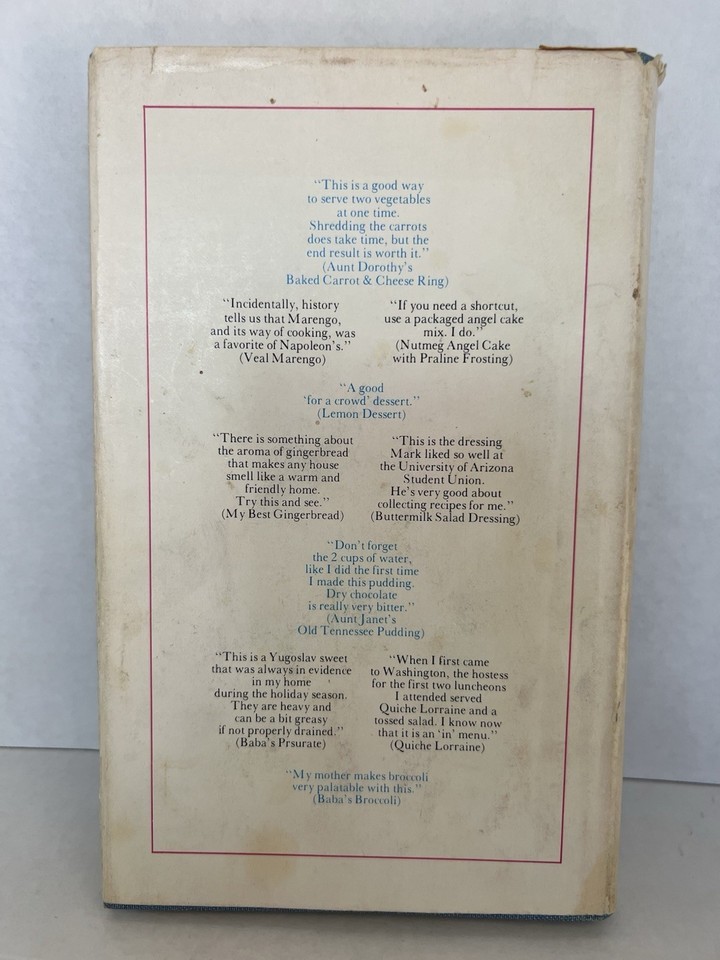 “This is a good way
to serve two vegetables
at one time.
Shredding the carrots
does take time, but the
end result is worth it.”
(Aunt Dorothy's
Baked Carrot & Cheese Ring)
“Incidentally, history
tells us that Marengo,
and its way of cooking, was
a favorite of Napoleon's.”
(Veal Marengo)
“If you need a shortcut,
use a packaged angel cake
mix. I do.”
(Nutmeg Angel Cake
with Praline Frosting)
“A good
‘for a crowd’ dessert.”
(Lemon Dessert)
“There is something about
the aroma of gingerbread
that makes any house
smell like a warm and
friendly home.
Try this and see.”
(My Best Gingerbread)
“This is the dressing
Mark liked so well at
the University of Arizona
Student Union.
He's very good about
collecting recipes for me.”
(Buttermilk Salad Dressing)
“Don't forget
the 2 cups of water,
like I did the first time
I made this pudding.
Dry chocolate
is really very bitter.”
(Aunt Janet's
Old Tennessee Pudding)
“This is a Yugoslav sweet
that was always in evidence
in my home
during the holiday season.
They are heavy and
can be a bit greasy
if not properly drained.”
(Baba's Prsurate)
“When I first came
to Washington, the hostess
for the first two luncheons
I attended served
Quiche Lorraine and a
tossed salad. I know now
that it is an ‘in’ menu.”
(Quiche Lorraine)
“My mother makes broccoli
very palatable with this.”
(Baba's Broccoli)